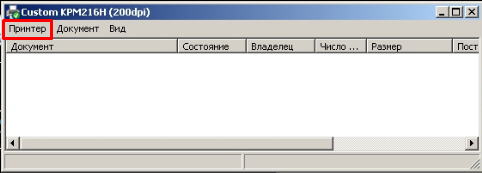 Custom KPM216H (200dpi)
Принтер Документ Вид
Документ Состояние Владелец Число ... Размер Пост